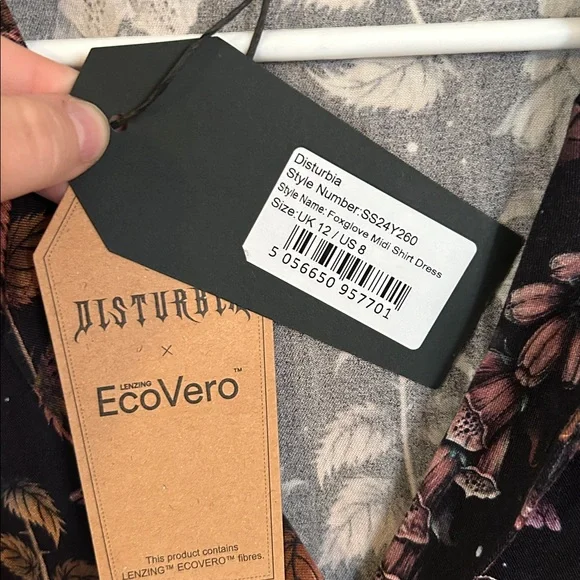 Disturbia
Style Number:SS24Y260
Style Name: Foxglove Midi Shirt Dress
Size:UK 12 / US 8
5 056650 957701
DISTURBIA
×
LENZING
EcoVero™
This product contains
LENZING™ ECOVERO™ fibres.